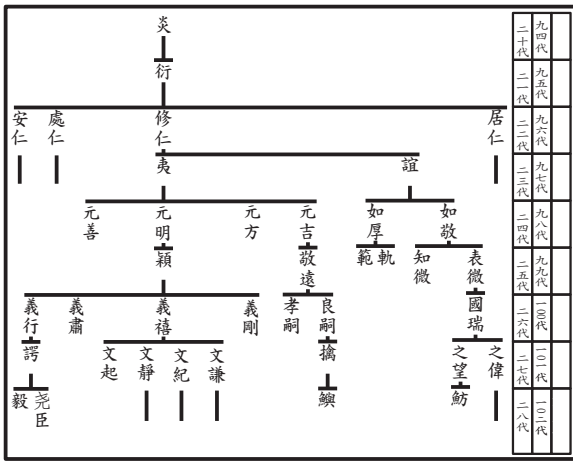 九四代 二十代
炎
九五代 二一代
衍
九六代 二二代
居仁 修仁 處仁 安仁
九七代 二三代
誼 夷
九八代 二四代
如敬 如厚 元吉 元方 元明 元善
九九代 二五代
表微 知微 軌 範 敬遠 穎
一〇〇代 二六代
國瑞 良嗣 孝嗣 義剛 義禧 義肅 義行
一〇一代 二七代
之偉 之望 擒 文謙 文紀 文靜 文起 諤
一〇二代 二八代
魴 鰅 堯臣 毅